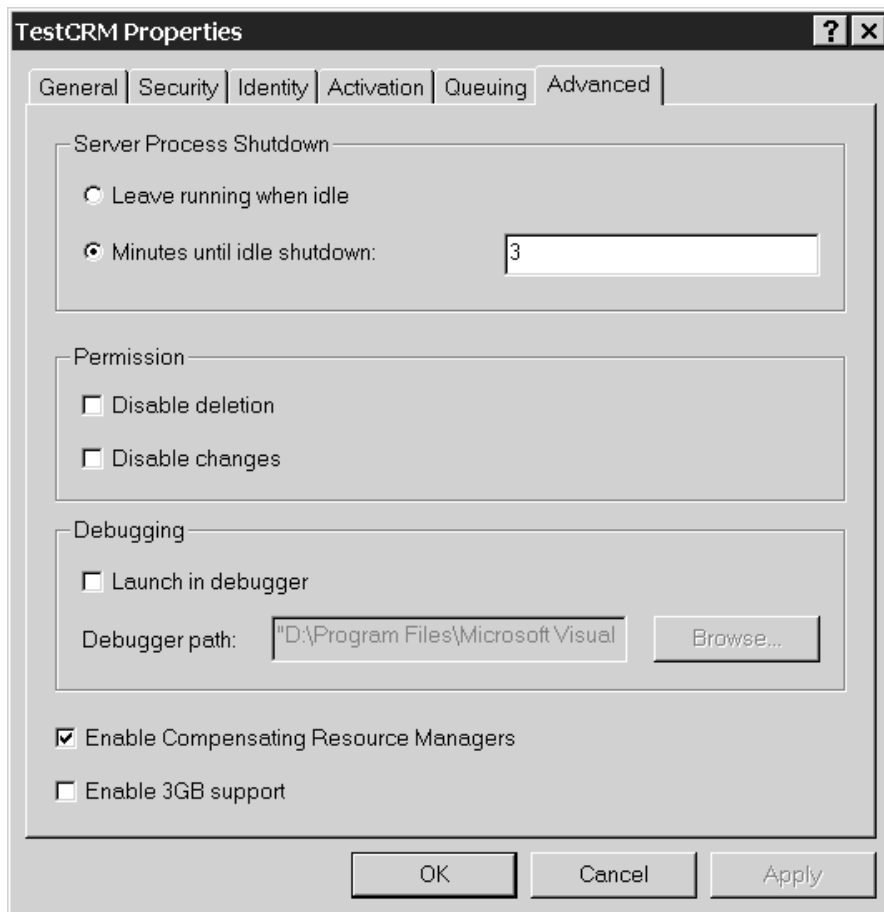 TestCRM Properties
General Security Identity Activation Queuing Advanced
Server Process Shutdown
Leave running when idle
Minutes until idle shutdown: 3
Permission
Disable deletion
Disable changes
Debugging
Launch in debugger
Debugger path: "D:\Program Files\Microsoft Visual Browse...
Enable Compensating Resource Managers
Enable 3GB support
OK Cancel Apply